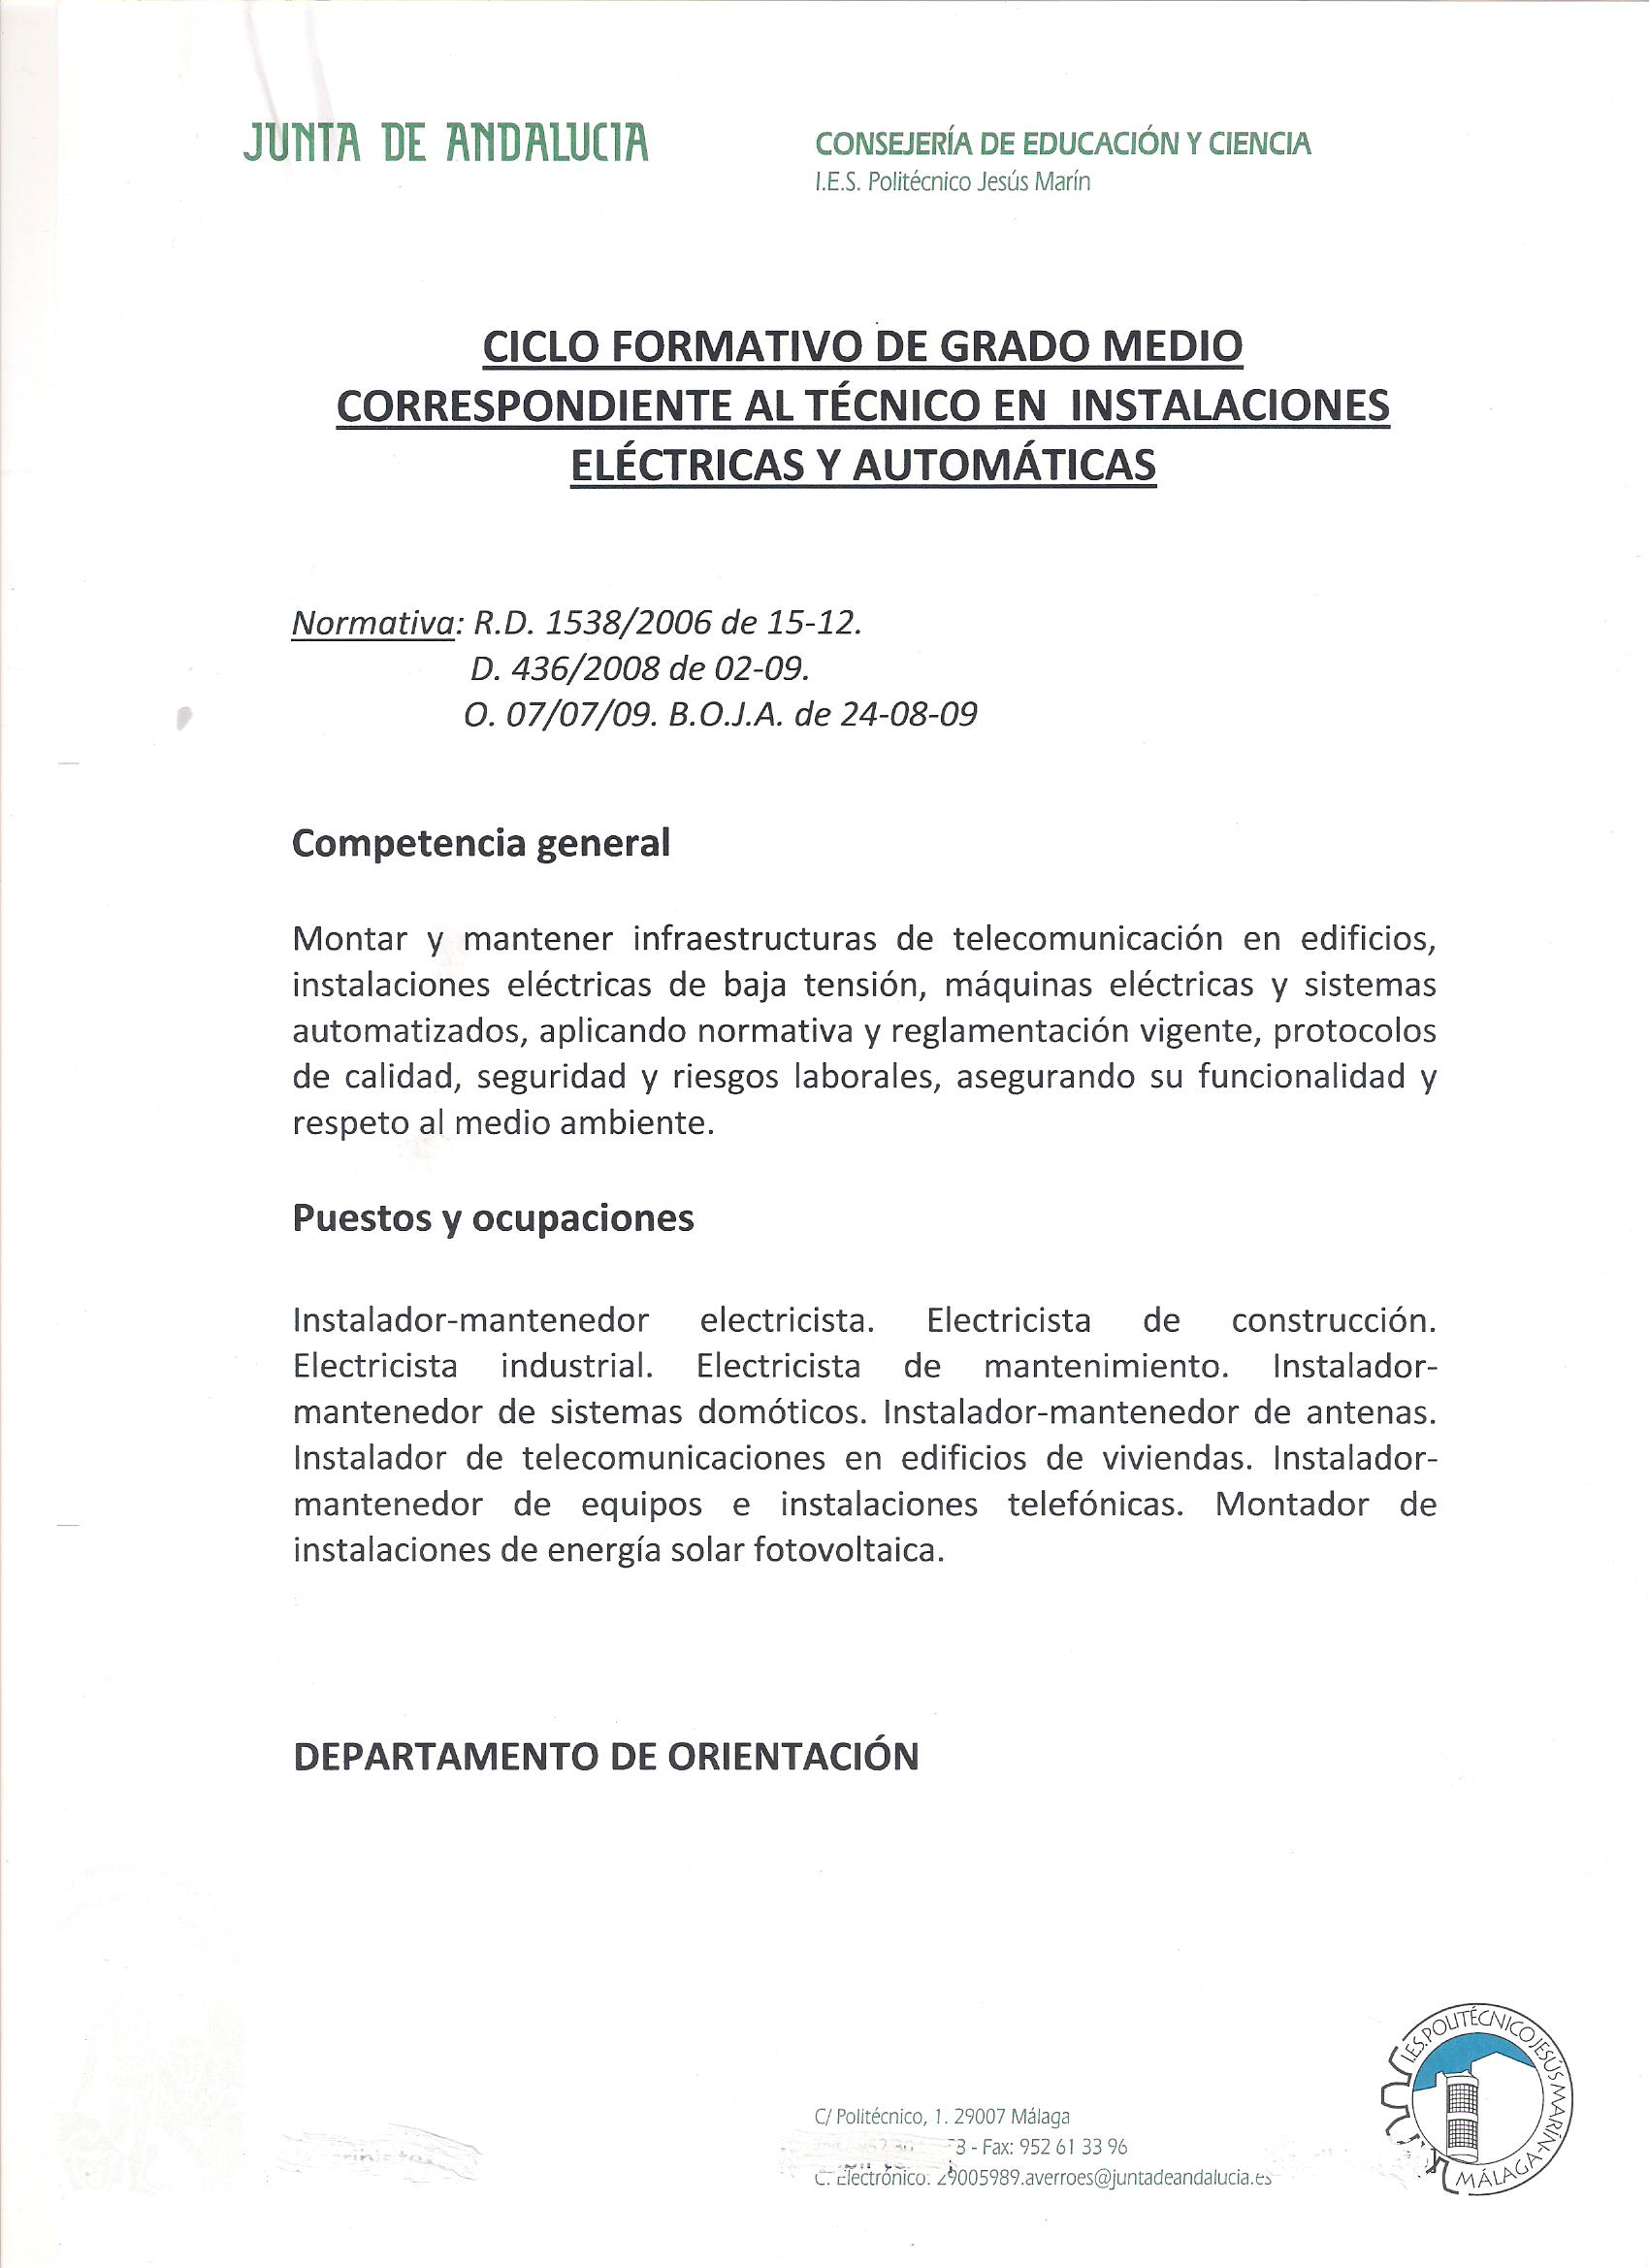 JUNTA DE ANDALUCIA
CONSEJERÍA DE EDUCACIÓN Y CIENCIA
I.E.S. Politécnico Jesús Marín
CICLO FORMATIVO DE GRADO MEDIO
CORRESPONDIENTE AL TÉCNICO EN INSTALACIONES
ELÉCTRICAS Y AUTOMÁTICAS
Normativa: R.D. 1538/2006 de 15-12.
D. 436/2008 de 02-09.
O. 07/07/09. B.O.J.A. de 24-08-09
Competencia general
Montar y mantener infraestructuras de telecomunicación en edificios,
instalaciones eléctricas de baja tensión, máquinas eléctricas y sistemas
automatizados, aplicando normativa y reglamentación vigente, protocolos
de calidad, seguridad y riesgos laborales, asegurando su funcionalidad y
respeto al medio ambiente.
Puestos y ocupaciones
Instalador-mantenedor electricista. Electricista de construcción.
Electricista industrial. Electricista de mantenimiento. Instalador-
mantenedor de sistemas domóticos. Instalador-mantenedor de antenas.
Instalador de telecomunicaciones en edificios de viviendas. Instalador-
mantenedor de equipos e instalaciones telefónicas. Montador de
instalaciones de energía solar fotovoltaica.
DEPARTAMENTO DE ORIENTACIÓN
C/ Politécnico, 1. 29007 Málaga
- Fax: 952 61 33 96
C. Electrónico: 29005989.averroes@juntadeandalucia.es
I.E.S. POLITÉCNICO JESÚS MARÍN-MÁLAGA